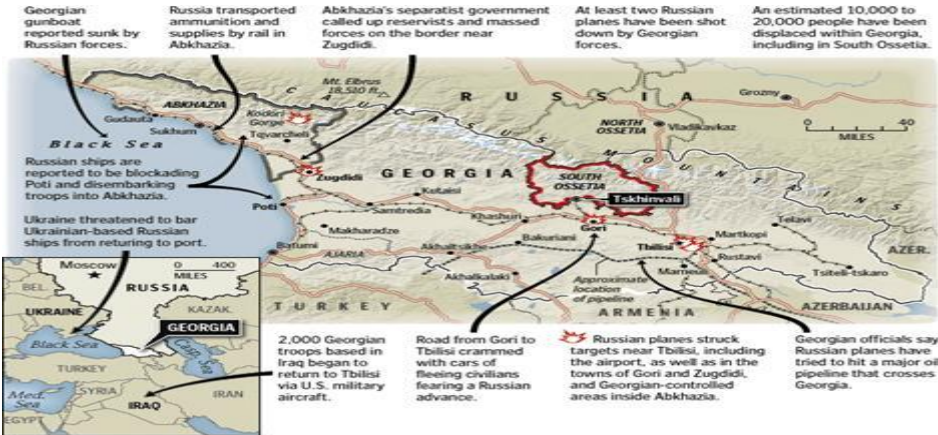 Georgian
gunboat
reported sunk by
Russian forces.
Russia transported
ammunition and
supplies by rail in
Abkhazia.
Abkhazia's separatist government
called up reservists and massed
forces on the border near
Zugdidi.
At least two Russian
planes have been shot
down by Georgian
forces.
An estimated 10,000 to
20,000 people have been
displaced within Georgia,
including in South Ossetia.
Mt. Elbrus
18,510 ft.
CAUCASUS MOUNTAINS
RUSSIA
Grozny
ABKHAZIA
Kodori
Gorge
Gudauta
Sukhum
Tqvarcheli
NORTH
OSSETIA
Vladikavkaz
0 40
MILES
Black Sea
Russian ships are
reported to be blockading
Poti and disembarking
troops into Abkhazia.
Zugdidi
GEORGIA
SOUTH
OSSETIA
Tskhinvali
Poti
Kutaisi
Samtredia
Khashuri
Gori
Telavi
Ukraine threatened to bar
Ukrainian-based Russian
ships from returing to port.
Makharadze
Batumi
AJARIA
Akhaltsikhe
Bakuriani
Tbilisi
Martkopi
Rustavi
AZER.
Akhalkalaki
Marneuli
Tsiteli-tskaro
Approximate
location
of pipeline
TURKEY
ARMENIA
AZERBAIJAN
Moscow
0 400
MILES
BEL.
RUSSIA
UKRAINE
KAZAK.
GEORGIA
Black Sea
Casp. Sea
TURKEY
Med.
Sea
SYRIA
IRAQ
IRAN
EGYPT
2,000 Georgian
troops based in
Iraq began to
return to Tbilisi
via U.S. military
aircraft.
Road from Gori to
Tbilisi crammed
with cars of
fleeing civilians
fearing a Russian
advance.
Russian planes struck
targets near Tbilisi, including
the airport, as well as in the
towns of Gori and Zugdidi,
and Georgian-controlled
areas inside Abkhazia.
Georgian officials say
Russian planes have
tried to hit a major oil
pipeline that crosses
Georgia.